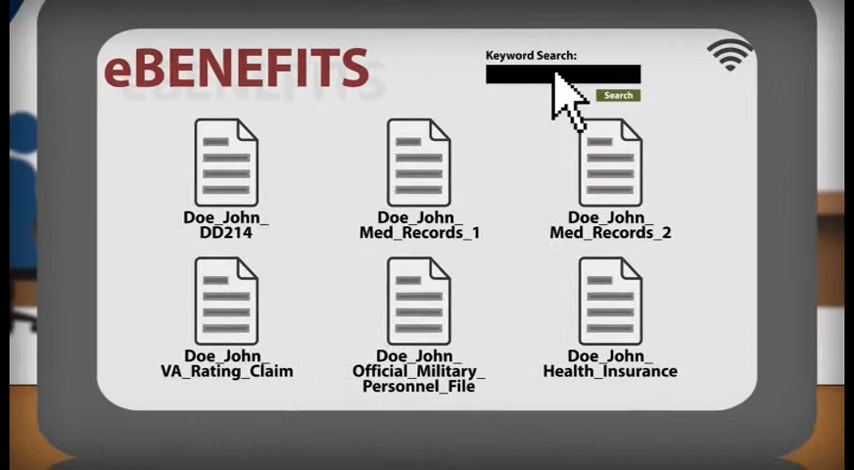 eBENEFITS
Keyword Search:
Search
Doe_John_
DD214
Doe_John_
Med_Records_1
Doe_John_
Med_Records_2
Doe_John_
VA_Rating_Claim
Doe_John_
Official_Military_
Personnel_File
Doe_John_
Health_Insurance